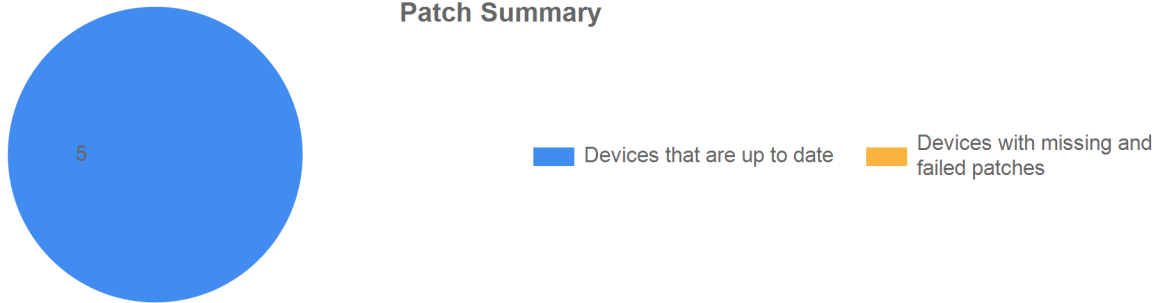 Patch Summary
5
Devices that are up to date
Devices with missing and
failed patches